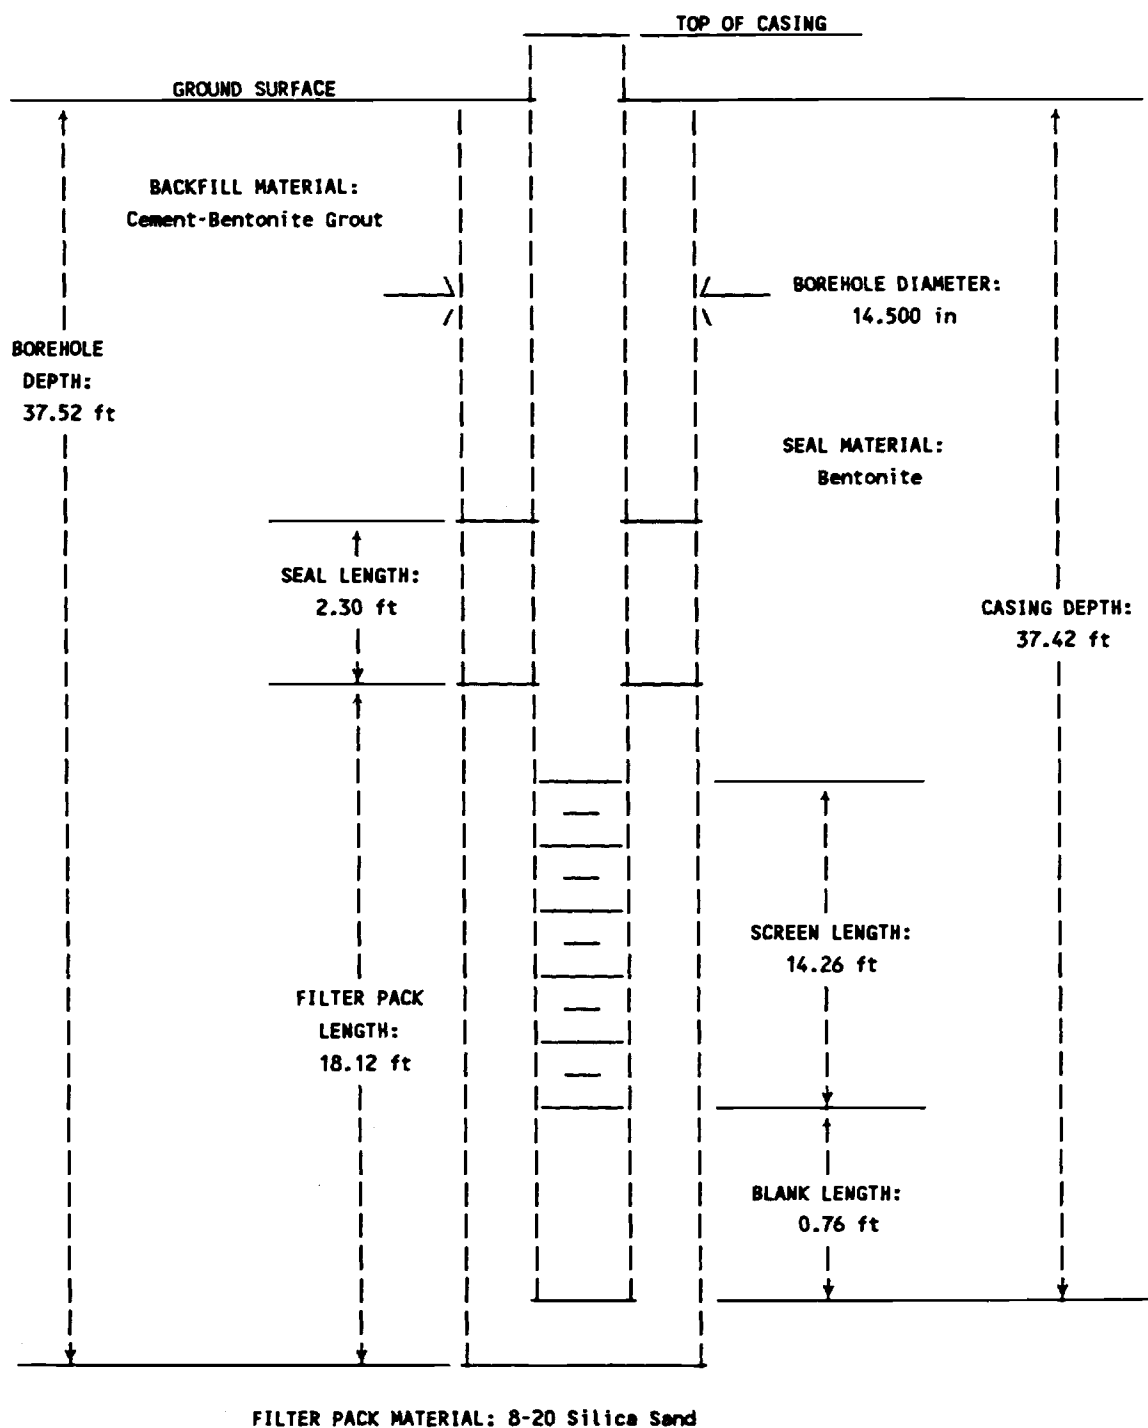 TOP OF CASING
GROUND SURFACE
BACKFILL MATERIAL:
Cement-Bentonite Grout
BOREHOLE DIAMETER:
14.500 in
BOREHOLE
DEPTH:
37.52 ft
SEAL MATERIAL:
Bentonite
SEAL LENGTH:
2.30 ft
CASING DEPTH:
37.42 ft
SCREEN LENGTH:
14.26 ft
FILTER PACK
LENGTH:
18.12 ft
BLANK LENGTH:
0.76 ft
FILTER PACK MATERIAL: 8-20 Silica Sand